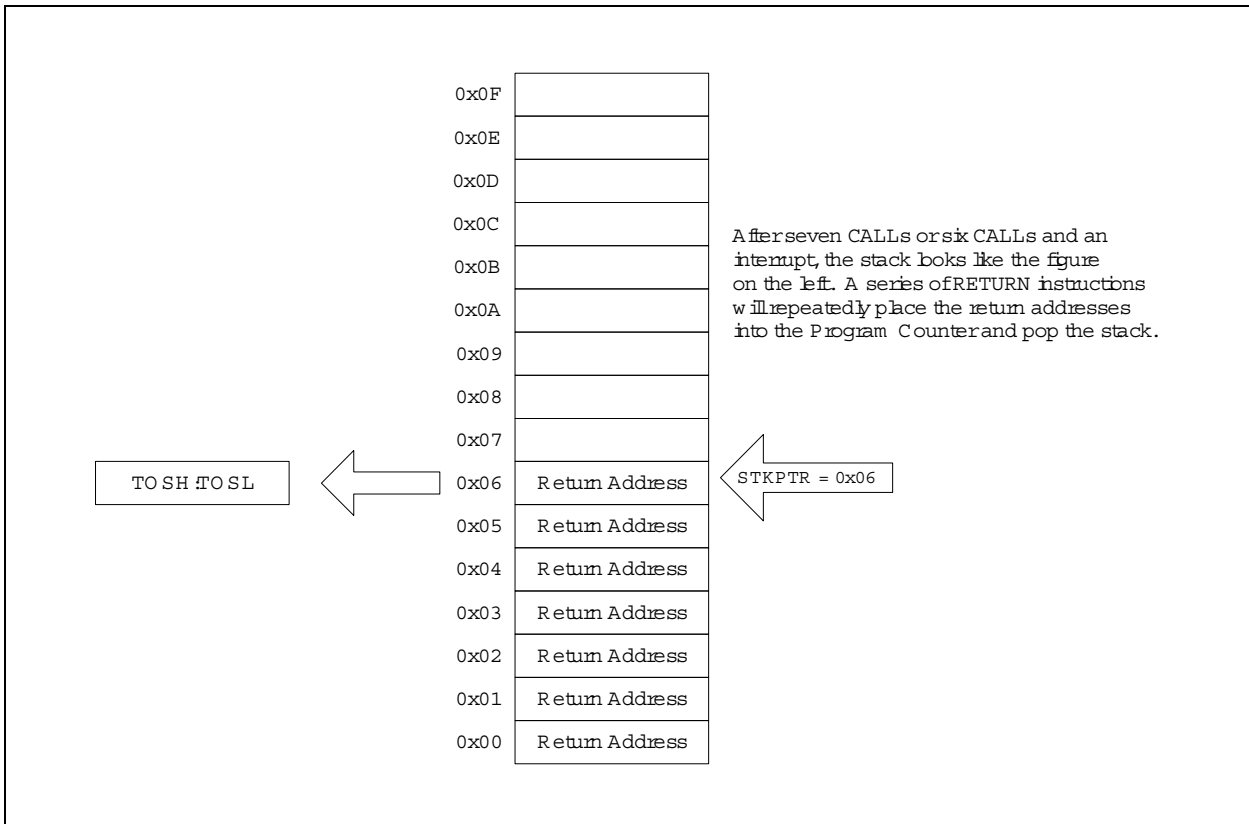 0x0F
0x0E
0x0D
0x0C
0x0B
0x0A
0x09
0x08
0x07
After seven CALLs or six CALLs and an
interrupt, the stack looks like the figure
on the left. A series of RETURN instructions
will repeatedly place the return addresses
into the Program Counter and pop the stack.
TOSH:TOSL
0x06 Return Address
STKPTR = 0x06
0x05 Return Address
0x04 Return Address
0x03 Return Address
0x02 Return Address
0x01 Return Address
0x00 Return Address